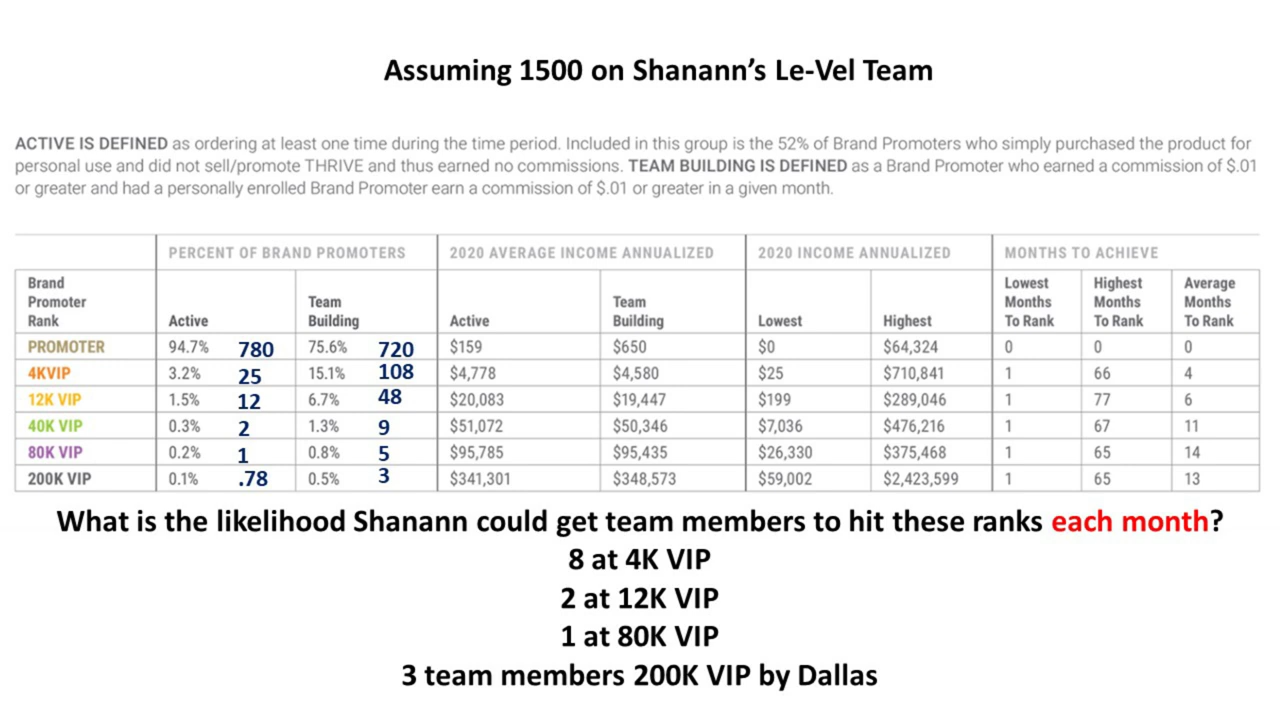 Assuming 1500 on Shanann's Le-Vel Team
ACTIVE IS DEFINED as ordering at least one time during the time period. Included in this group is the 52% of Brand Promoters who simply purchased the product for
personal use and did not sell/promote THRIVE and thus earned no commissions. TEAM BUILDING IS DEFINED as a Brand Promoter who earned a commission of $.01
or greater and had a personally enrolled Brand Promoter earn a commission of $.01 or greater in a given month.
PERCENT OF BRAND PROMOTERS 2020 AVERAGE INCOME ANNUALIZED 2020 INCOME ANNUALIZED MONTHS TO ACHIEVE
Brand Lowest Highest Average
Promoter Team Team Months Months Months
Rank Active Building Active Building Lowest Highest To Rank To Rank To Rank
PROMOTER 94.7% 780 75.6% 720 $159 $650 $0 $64,324 0 0 0
4KVIP 3.2% 25 15.1% 108 $4,778 $4,580 $25 $710,841 1 66 4
12K VIP 1.5% 12 6.7% 48 $20,083 $19,447 $199 $289,046 1 77 6
40K VIP 0.3% 2 1.3% 9 $51,072 $50,346 $7,036 $476,216 1 67 11
80K VIP 0.2% 1 0.8% 5 $95,785 $95,435 $26,330 $375,468 1 65 14
200K VIP 0.1% .78 0.5% 3 $341,301 $348,573 $59,002 $2,423,599 1 65 13
What is the likelihood Shanann could get team members to hit these ranks each month?
8 at 4K VIP
2 at 12K VIP
1 at 80K VIP
3 team members 200K VIP by Dallas